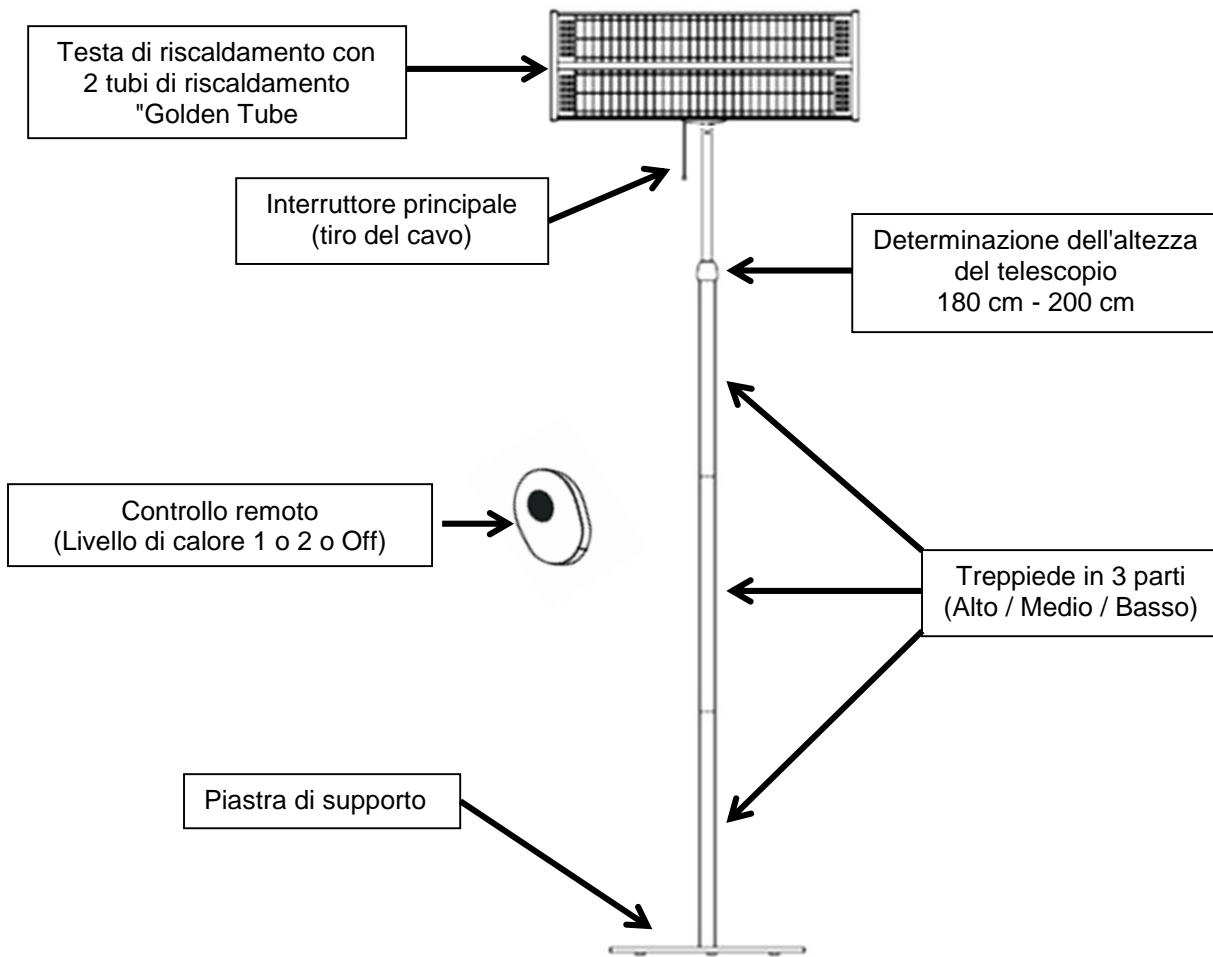 Testa di riscaldamento con
2 tubi di riscaldamento
"Golden Tube
Interruttore principale
(tiro del cavo)
Determinazione dell'altezza
del telescopio
180 cm - 200 cm
Controllo remoto
(Livello di calore 1 o 2 o Off)
Treppiede in 3 parti
(Alto / Medio / Basso)
Piastra di supporto